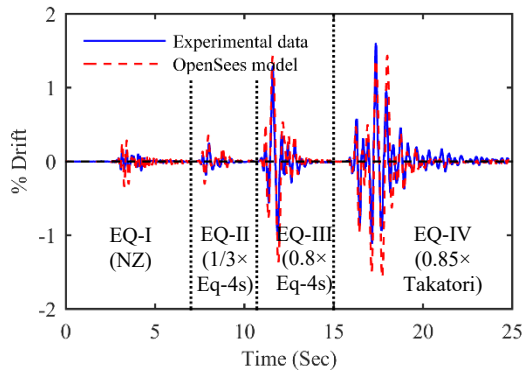 2
Experimental data
OpenSees model
1
0
-1
-2
% Drift
EQ-I
(NZ)
EQ-II
(1/3×
Eq-4s)
EQ-III
(0.8×
Eq-4s)
EQ-IV
(0.85×
Takatori)
0 5 10 15 20 25
Time (Sec)